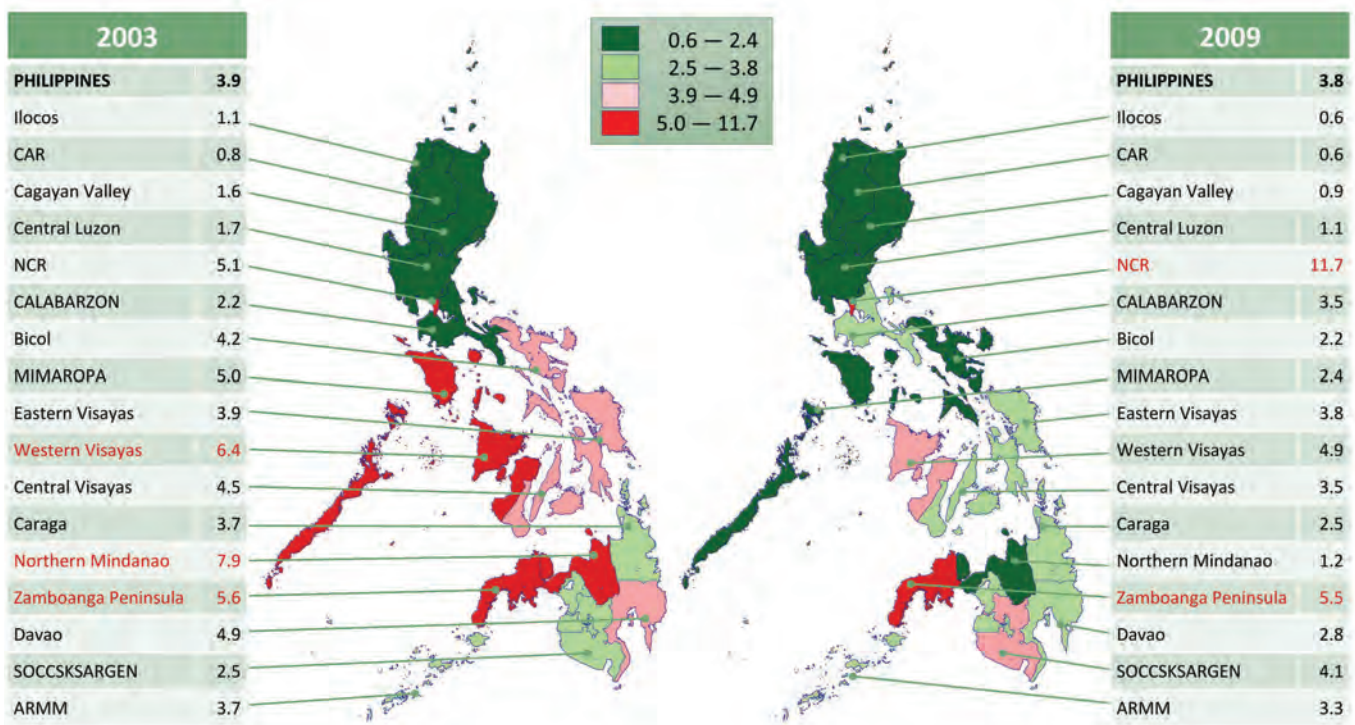 2003
PHILIPPINES 3.9
Ilocos 1.1
CAR 0.8
Cagayan Valley 1.6
Central Luzon 1.7
NCR 5.1
CALABARZON 2.2
Bicol 4.2
MIMAROPA 5.0
Eastern Visayas 3.9
Western Visayas 6.4
Central Visayas 4.5
Caraga 3.7
Northern Mindanao 7.9
Zamboanga Peninsula 5.6
Davao 4.9
SOCCSKSARGEN 2.5
ARMM 3.7
0.6 — 2.4
2.5 — 3.8
3.9 — 4.9
5.0 — 11.7
2009
PHILIPPINES 3.8
Ilocos 0.6
CAR 0.6
Cagayan Valley 0.9
Central Luzon 1.1
NCR 11.7
CALABARZON 3.5
Bicol 2.2
MIMAROPA 2.4
Eastern Visayas 3.8
Western Visayas 4.9
Central Visayas 3.5
Caraga 2.5
Northern Mindanao 1.2
Zamboanga Peninsula 5.5
Davao 2.8
SOCCSKSARGEN 4.1
ARMM 3.3